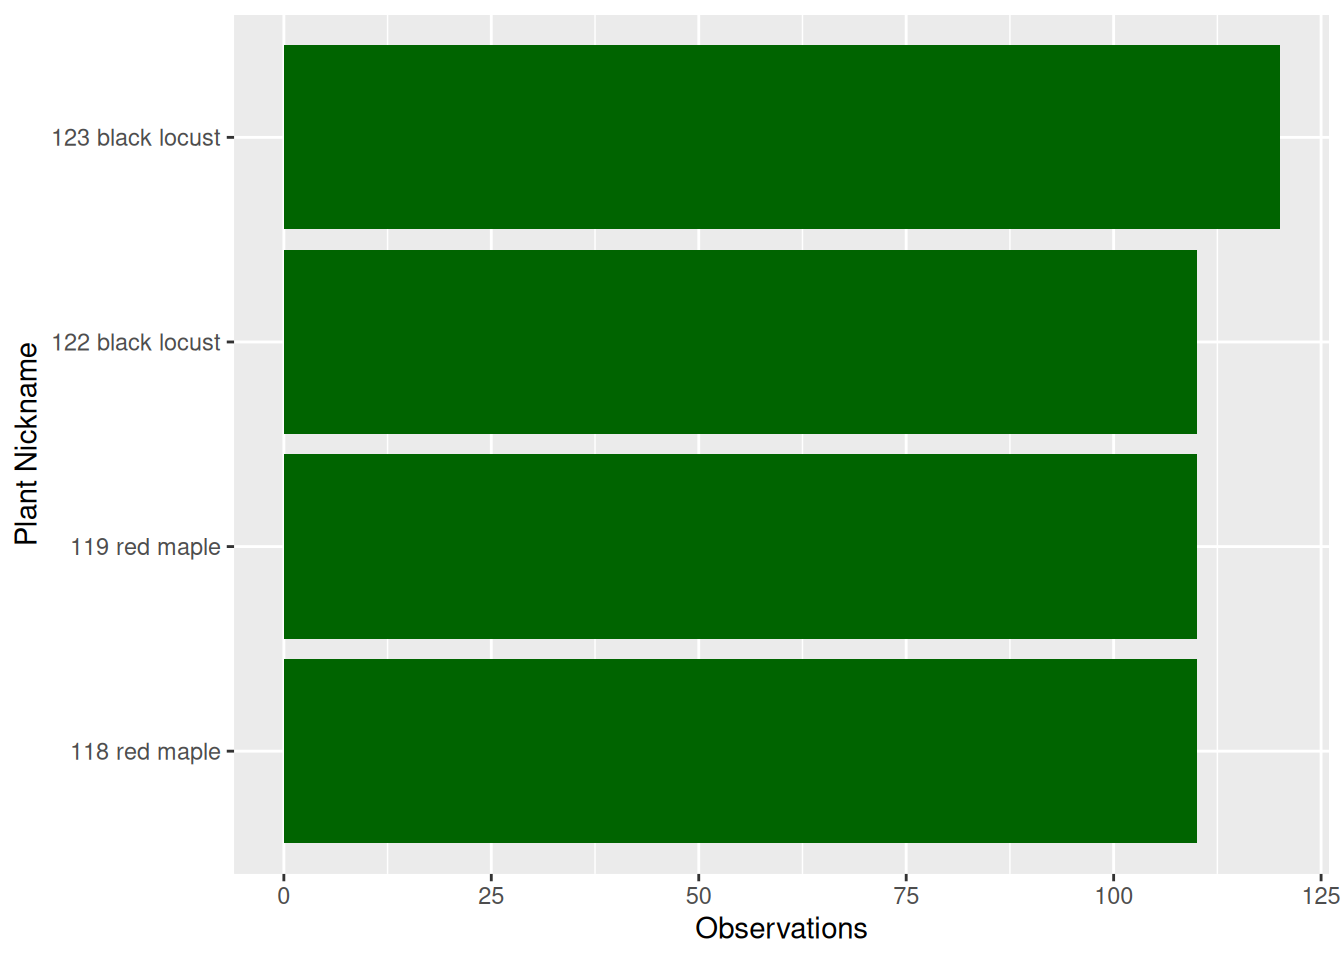 123 black locust
122 black locust
119 red maple
118 red maple
Plant Nickname
0 25 50 75 100 125
Observations